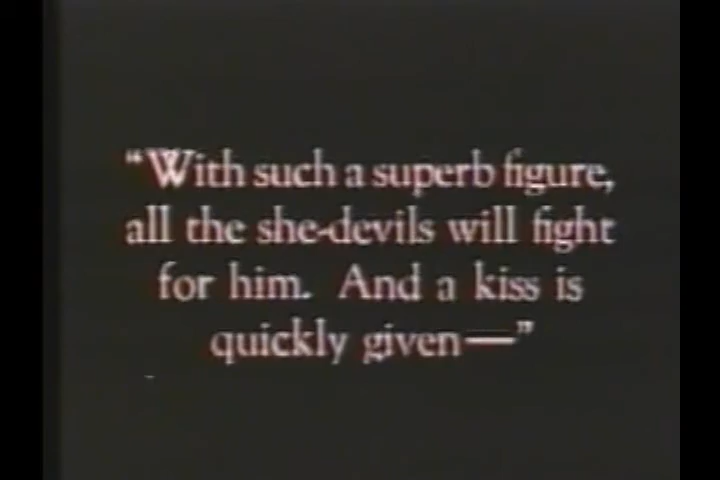 “With such a superb figure,
all the she-devils will fight
for him. And a kiss is
quickly given—”